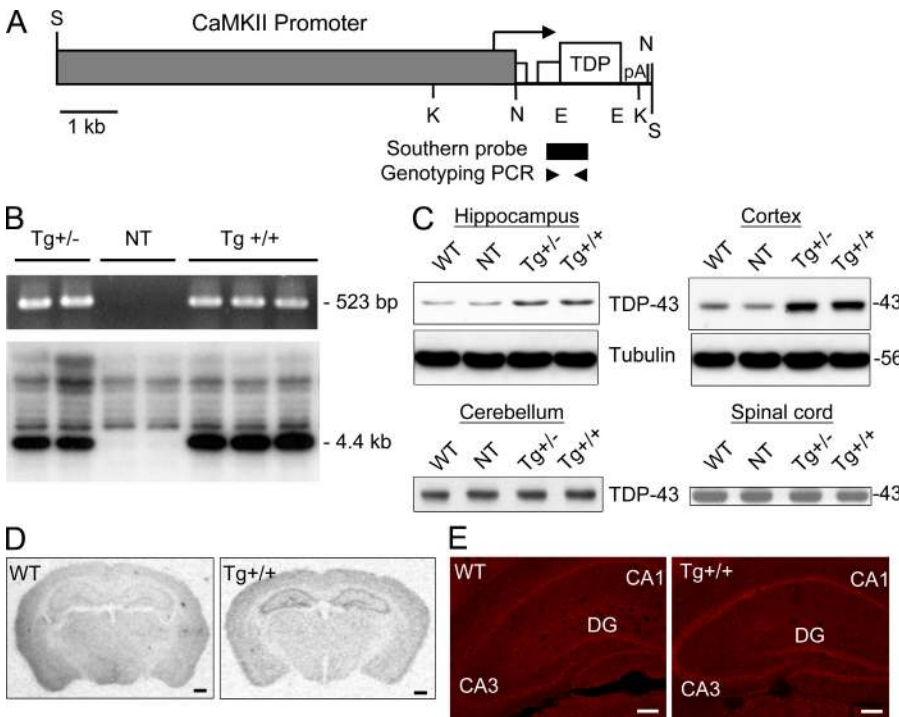 A
S
CaMKII Promoter
TDP
N
pA
K
N
E
E
K
S
1 kb
Southern probe
Genotyping PCR
B
Tg+/-
NT
Tg +/+
- 523 bp
- 4.4 kb
C
Hippocampus
WT
NT
Tg+/-
Tg+/+
TDP-43
Tubulin
Cortex
WT
NT
Tg+/-
Tg+/+
-43
-56
Cerebellum
WT
NT
Tg+/-
Tg+/+
TDP-43
Spinal cord
WT
NT
Tg+/-
Tg+/+
-43
D
WT
Tg+/+
E
WT
CA1
DG
CA3
Tg+/+
CA1
DG
CA3